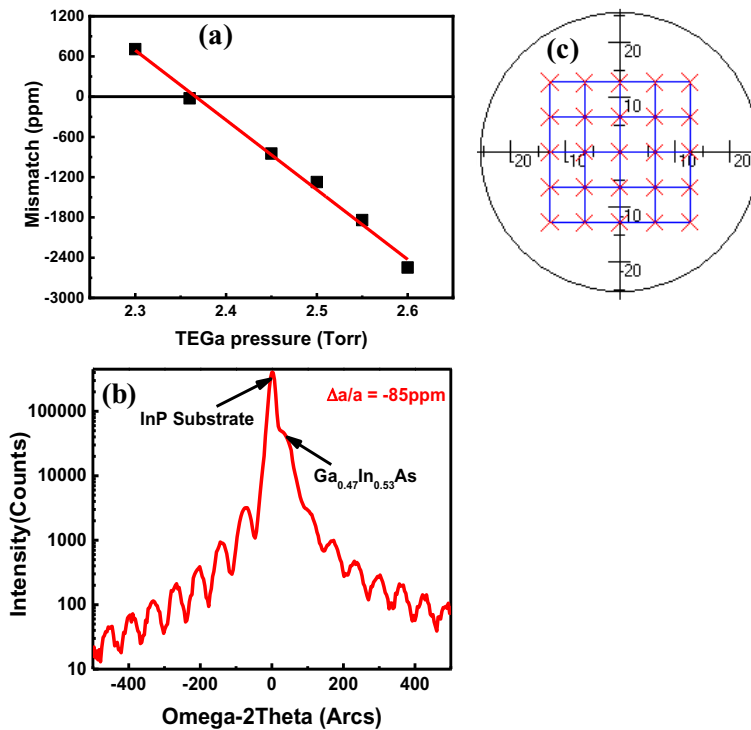 (a)
1200
600
0
-600
-1200
-1800
-2400
-3000
Mismatch (ppm)
2.3 2.4 2.5 2.6
TEGa pressure (Torr)
(c)
20
10
-20 -10 10 20
-10
-20
(b)
Δa/a = -85ppm
InP Substrate
Ga0.47In0.53As
100000
10000
1000
100
10
Intensity(Counts)
-400 -200 0 200 400
Omega-2Theta (Arcs)